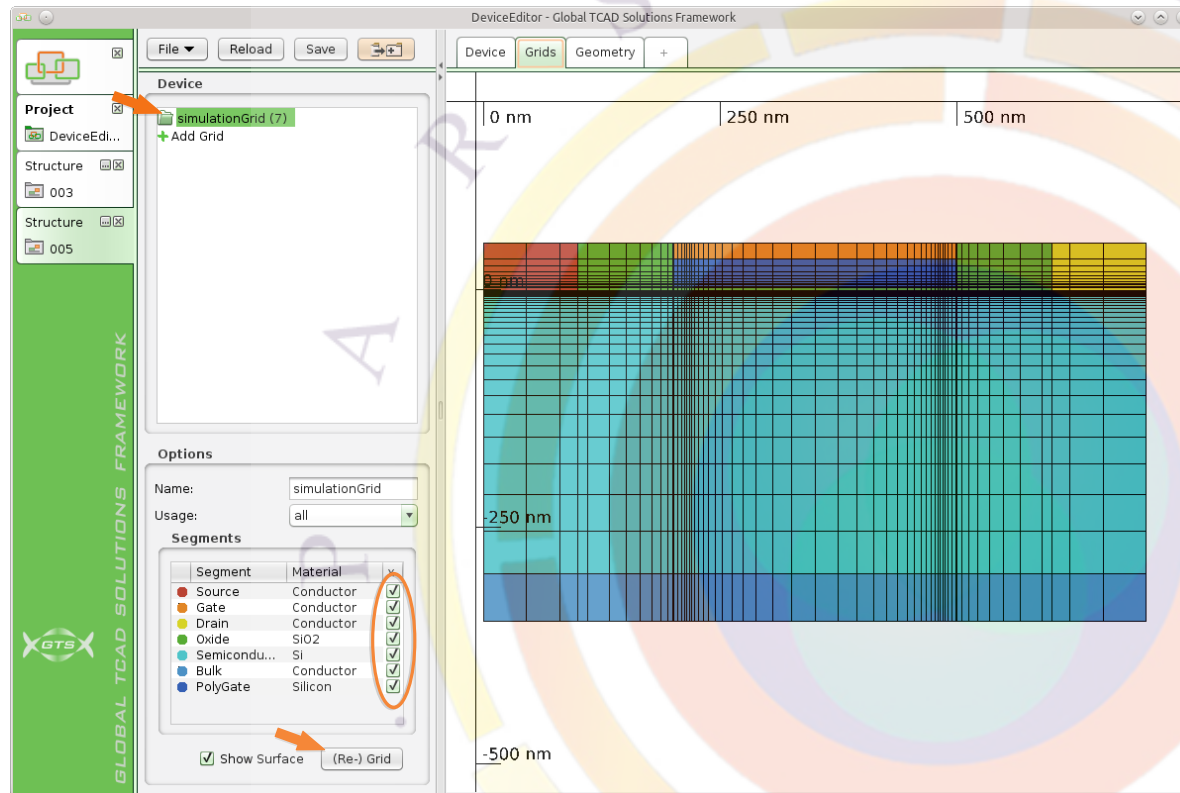 DeviceEditor - Global TCAD Solutions Framework
File Reload Save
Device Grids Geometry +
Project
DeviceEdi...
Structure
003
Structure
005
Device
simulationGrid (7)
Add Grid
Options
Name: simulationGrid
Usage: all
Segments
Segment Material
Source Conductor
Gate Conductor
Drain Conductor
Oxide SiO2
Semicondu... Si
Bulk Conductor
PolyGate Silicon
Show Surface (Re-) Grid
0 nm 250 nm 500 nm
0 nm
-250 nm
-500 nm
GLOBAL TCAD SOLUTIONS FRAMEWORK
GTS
P A R S